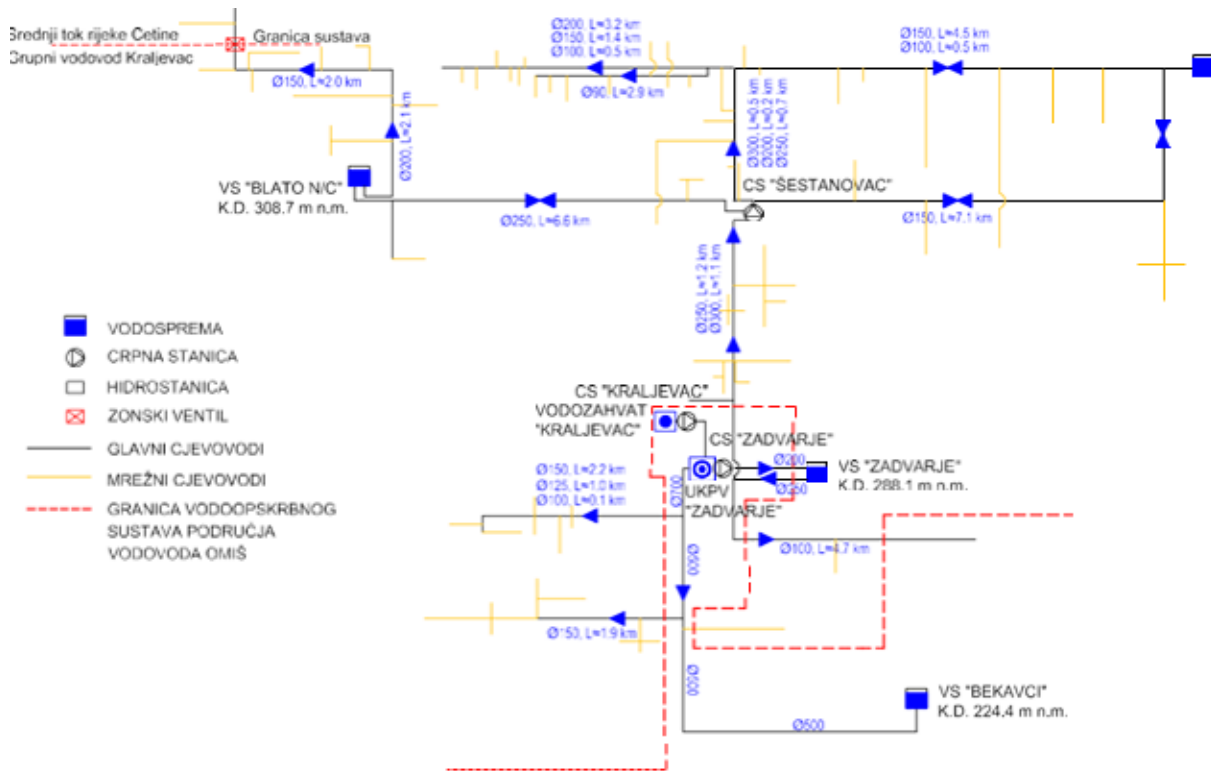 Srednji tok rijeke Cetine
Granica sustava
Grupni vodovod Kraljevac
Ø150, L≈2.0 km
Ø200, L≈2.1 km
Ø200, L≈3.2 km
Ø150, L≈1.4 km
Ø100, L≈0.5 km
Ø90, L≈2.9 km
Ø150, L≈4.5 km
Ø100, L≈0.5 km
Ø300, L≈0.5 km
Ø200, L≈0.2 km
Ø250, L≈0.7 km
VS "BLATO N/C"
K.D. 308.7 m n.m.
CS "ŠESTANOVAC"
Ø250, L≈6.6 km
Ø150, L≈7.1 km
Ø250, L≈1.2 km
Ø300, L≈1.1 km
VODOSPREMA
CRPNA STANICA
HIDROSTANICA
ZONSKI VENTIL
GLAVNI CJEVOVODI
MREŽNI CJEVOVODI
GRANICA VODOOPSKRBNOG
SUSTAVA PODRUČJA
VODOVODA OMIŠ
CS "KRALJEVAC"
VODOZAHVAT
"KRALJEVAC"
CS "ZADVARJE"
Ø200
Ø250
VS "ZADVARJE"
K.D. 288.1 m n.m.
UKPV
"ZADVARJE"
Ø700
Ø150, L≈2.2 km
Ø125, L≈1.0 km
Ø100, L≈0.1 km
Ø100, L≈4.7 km
Ø600
Ø150, L≈1.9 km
Ø600
VS "BEKAVCI"
K.D. 224.4 m n.m.
Ø500